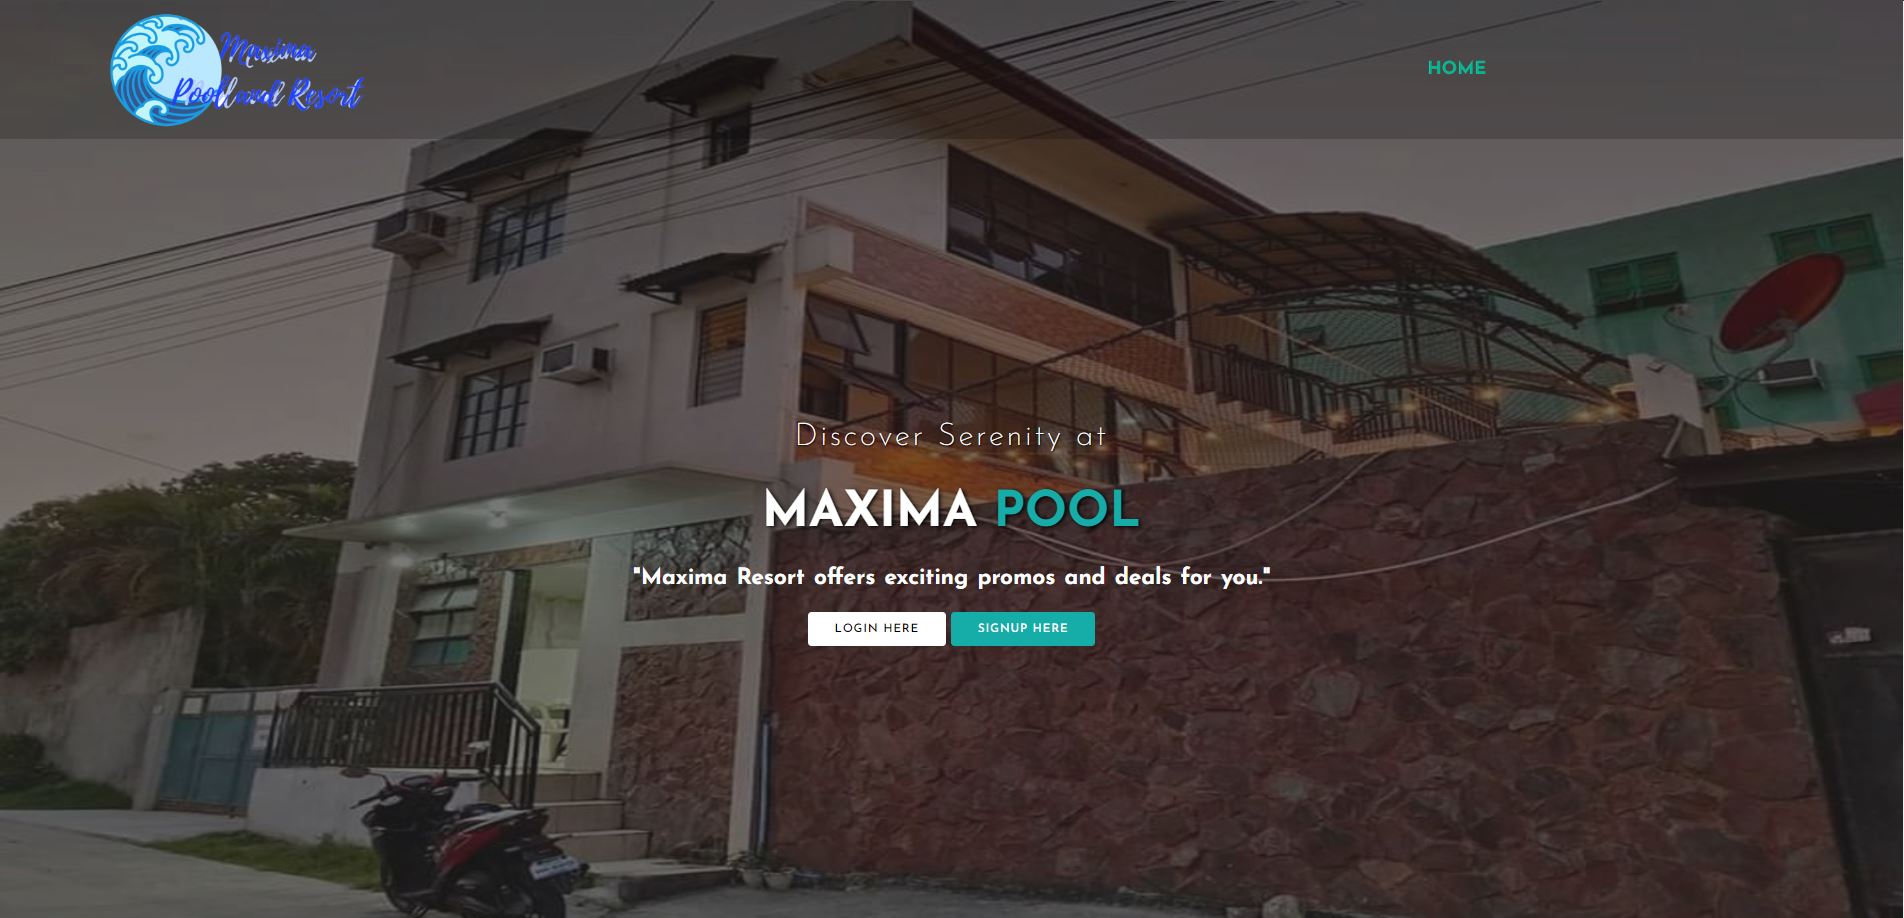 Maxima
Pool and Resort
HOME
Discover Serenity at
MAXIMA POOL
"Maxima Resort offers exciting promos and deals for you."
LOGIN HERE SIGNUP HERE